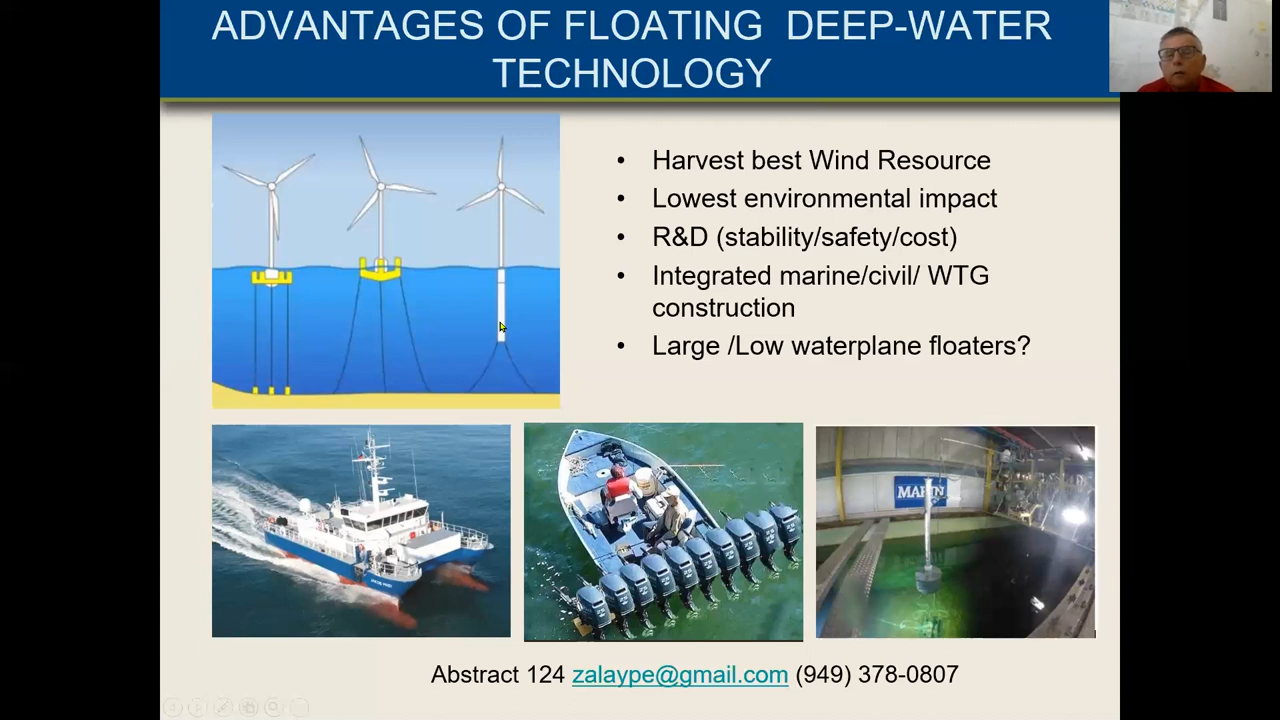 ADVANTAGES OF FLOATING DEEP-WATER
TECHNOLOGY
• Harvest best Wind Resource
• Lowest environmental impact
• R&D (stability/safety/cost)
• Integrated marine/civil/ WTG
construction
• Large /Low waterplane floaters?
MARIN
Abstract 124 zalaype@gmail.com (949) 378-0807